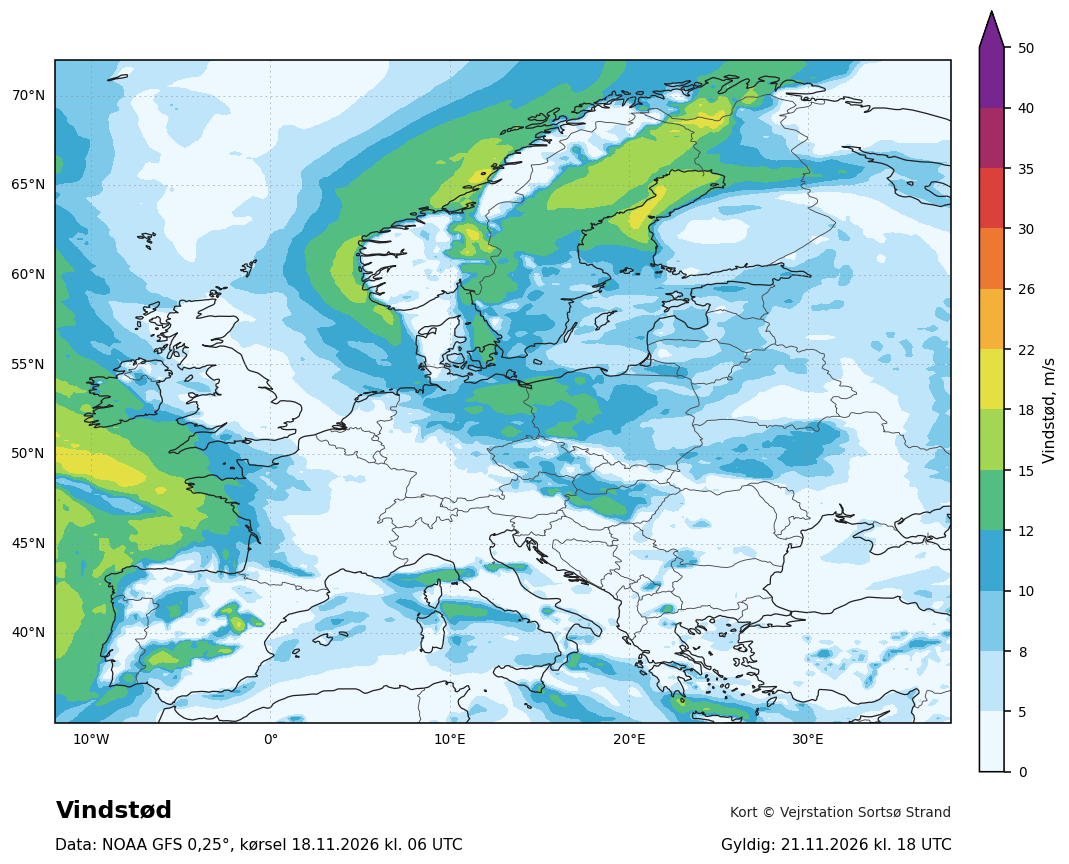 70°N
65°N
60°N
55°N
50°N
45°N
40°N
10°W 0° 10°E 20°E 30°E
50
40
35
30
26
22
18
15
12
10
8
5
0
Vindstød, m/s
Vindstød
Kort © Vejrstation Sortsø Strand
Data: NOAA GFS 0,25°, kørsel 18.11.2026 kl. 06 UTC
Gyldig: 21.11.2026 kl. 18 UTC